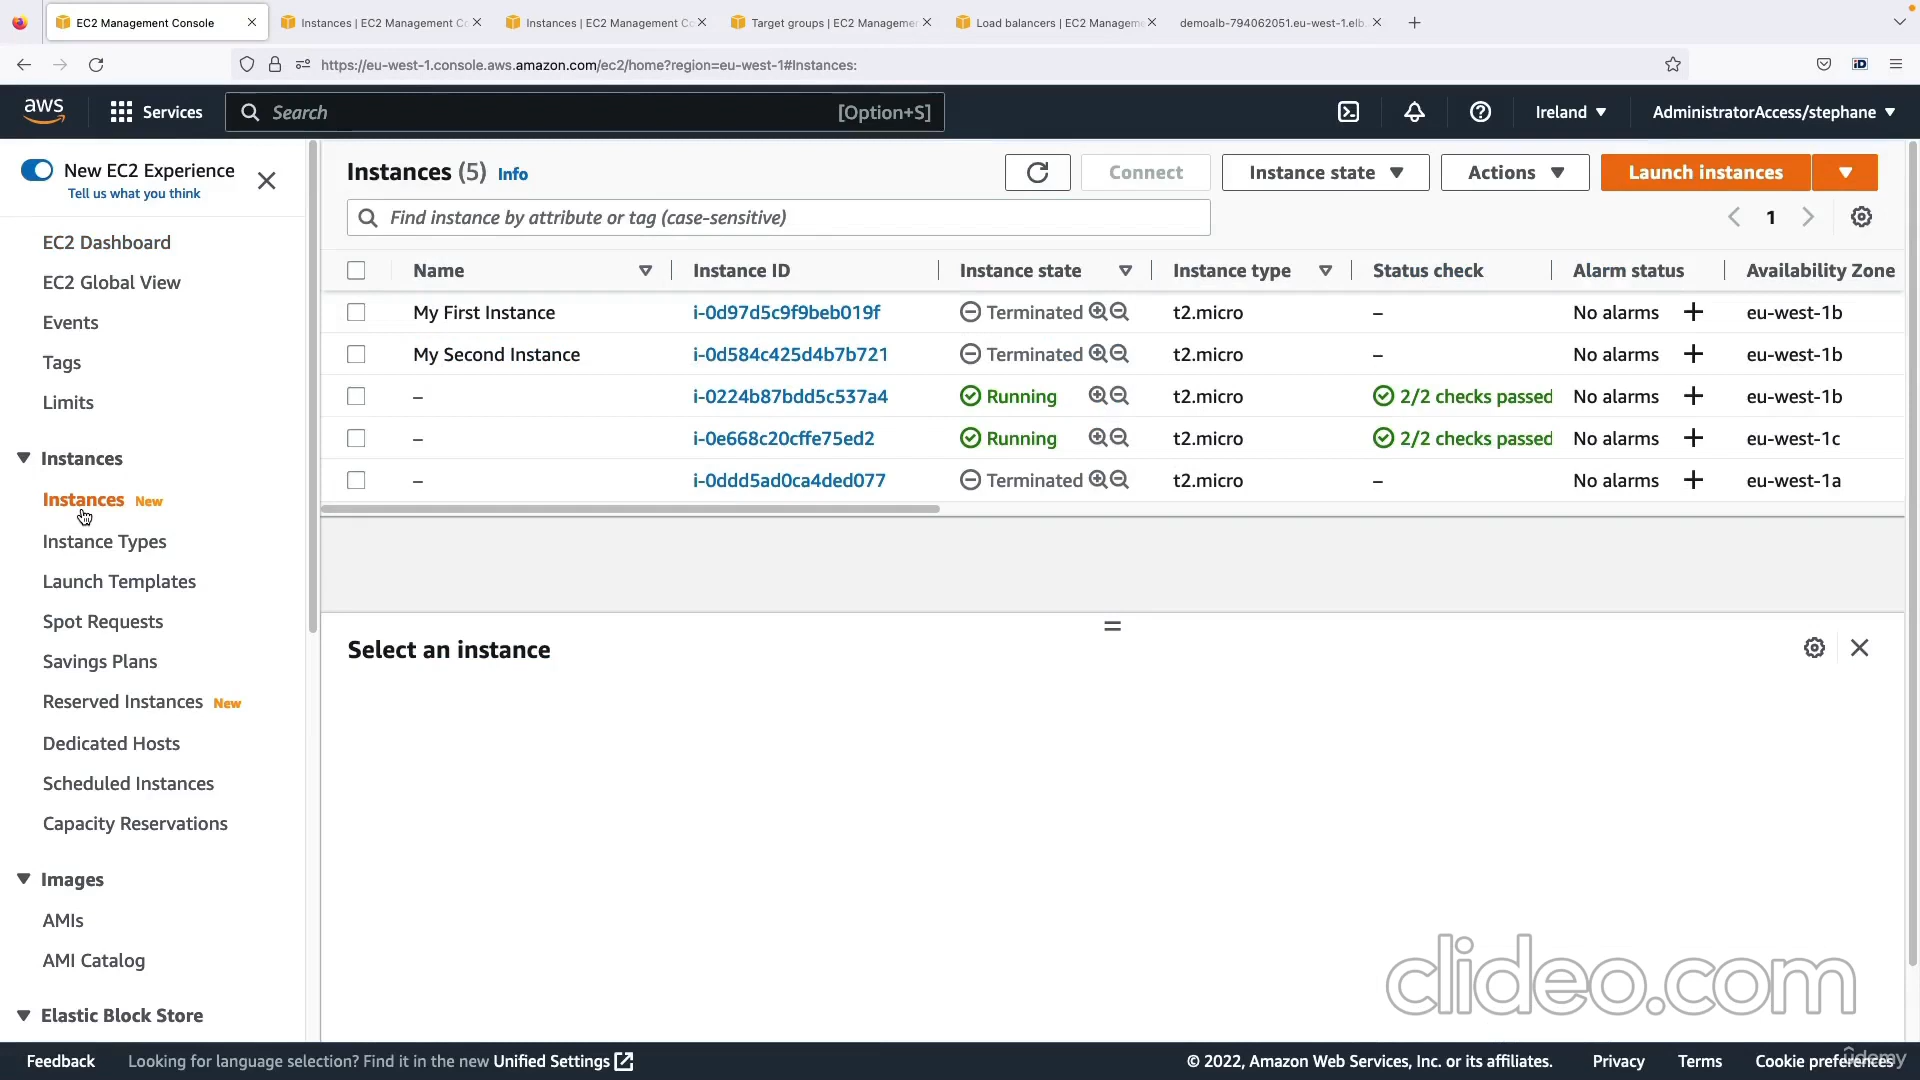 EC2 Management Console
Instances | EC2 Management Co
Instances | EC2 Management Co
Target groups | EC2 Managemen
Load balancers | EC2 Manageme
demoalb-794062051.eu-west-1.elb.
https://eu-west-1.console.aws.amazon.com/ec2/home?region=eu-west-1#Instances:
iD
aws
Services
Search
[Option+S]
Ireland
AdministratorAccess/stephane
New EC2 Experience
Tell us what you think
EC2 Dashboard
EC2 Global View
Events
Tags
Limits
Instances
Instances New
Instance Types
Launch Templates
Spot Requests
Savings Plans
Reserved Instances New
Dedicated Hosts
Scheduled Instances
Capacity Reservations
Images
AMIs
AMI Catalog
Elastic Block Store
Instances (5) Info
Connect
Instance state
Actions
Launch instances
Find instance by attribute or tag (case-sensitive)
1
Name Instance ID Instance state Instance type Status check Alarm status Availability Zone
My First Instance i-0d97d5c9f9beb019f Terminated t2.micro – No alarms + eu-west-1b
My Second Instance i-0d584c425d4b7b721 Terminated t2.micro – No alarms + eu-west-1b
– i-0224b87bdd5c537a4 Running t2.micro 2/2 checks passed No alarms + eu-west-1b
– i-0e668c20cffe75ed2 Running t2.micro 2/2 checks passed No alarms + eu-west-1c
– i-0ddd5ad0ca4ded077 Terminated t2.micro – No alarms + eu-west-1a
Select an instance
clideo.com
Feedback
Looking for language selection? Find it in the new Unified Settings
© 2022, Amazon Web Services, Inc. or its affiliates.
Privacy
Terms
Cookie preferences
ûdemy